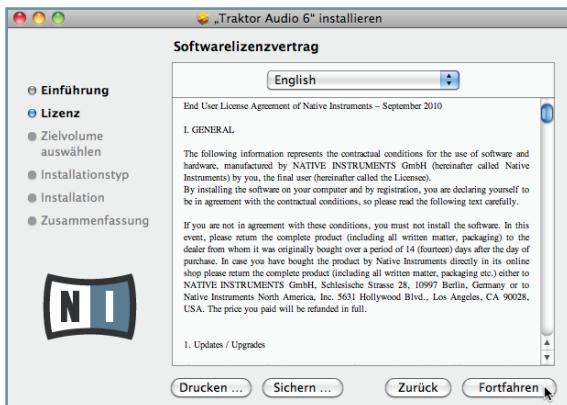 „Traktor Audio 6“ installieren
Softwarelizenzvertrag
Einführung
Lizenz
Zielvolume
auswählen
Installationstyp
Installation
Zusammenfassung
NI
English
End User License Agreement of Native Instruments – September 2010
I. GENERAL
The following information represents the contractual conditions for the use of software and
hardware, manufactured by NATIVE INSTRUMENTS GmbH (hereinafter called Native
Instruments) by you, the final user (hereinafter called the Licensee).
By installing the software on your computer and by registration, you are declaring yourself to
be in agreement with the contractual conditions, so please read the following text carefully.
If you are not in agreement with these conditions, you must not install the software. In this
event, please return the complete product (including all written matter, packaging) to the
dealer from whom it was originally bought over a period of 14 (fourteen) days after the day of
purchase. In case you have bought the product by Native Instruments directly in its online
shop please return the complete product (including all written matter, packaging etc.) either to
NATIVE INSTRUMENTS GmbH, Schlesische Strasse 28, 10997 Berlin, Germany or to
Native Instruments North America, Inc. 5631 Hollywood Blvd., Los Angeles, CA 90028,
USA. The price you paid will be refunded in full.
1. Updates / Upgrades
Drucken ...
Sichern ...
Zurück
Fortfahren